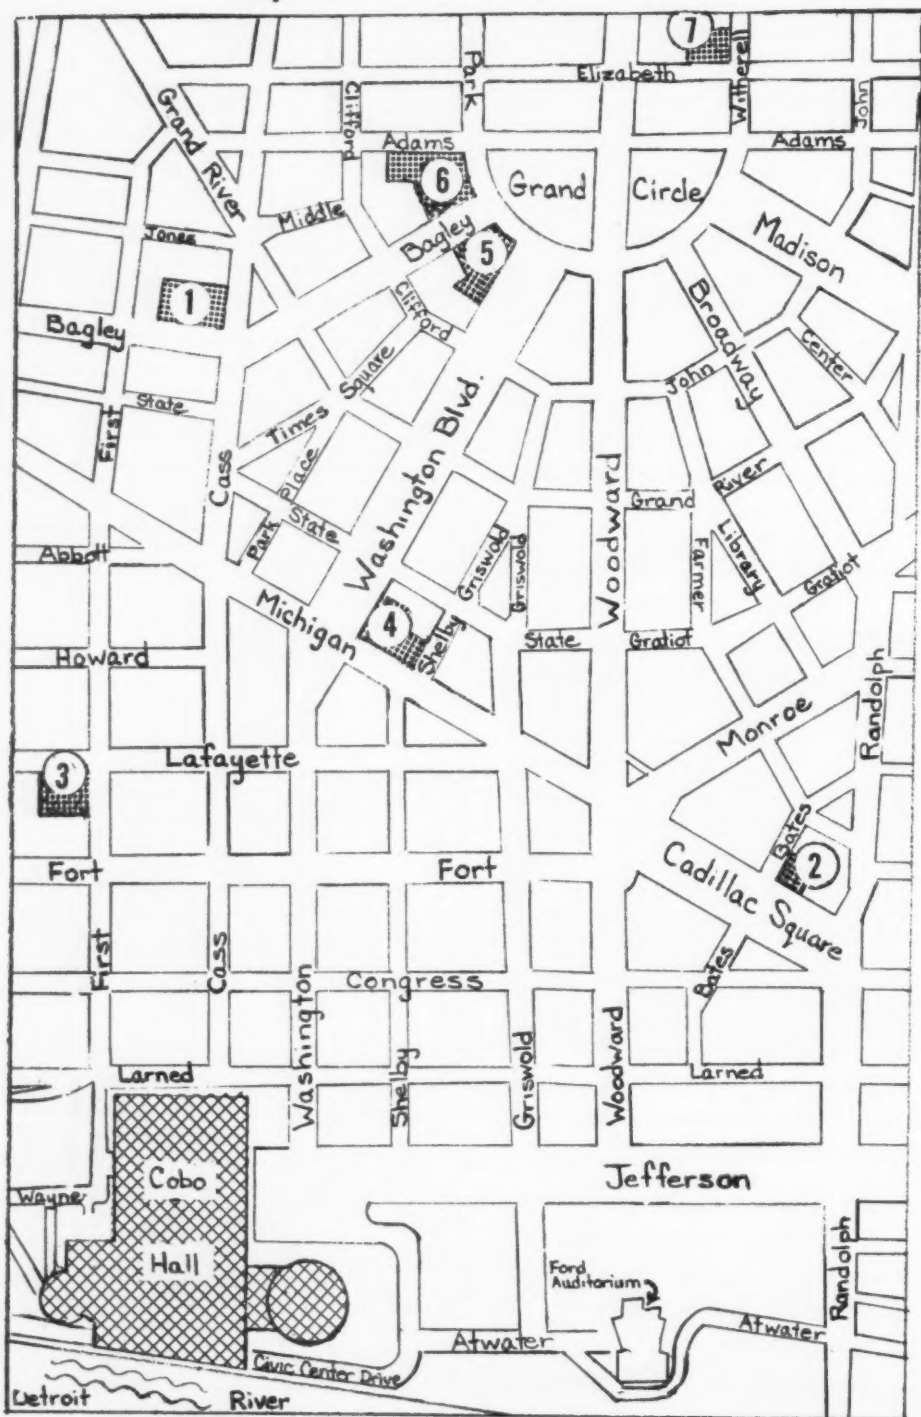 7
Park
Elizabeth
Witherell
John
Clifford
Grand
River
Adams
Adams
6
Grand
Circle
Middle
Bagley
Jones
Madison
5
1
Clifford
Broadway
Center
Bagley
Square
John
State
Times
Washington Blvd.
First
Cass
Place
Woodward
River
Grand
State
Park
Griswold
Griswold
Farmer
Library
Gratiot
Abbott
Michigan
4
Shelby
State
Gratiot
Howard
Randolph
Monroe
Lafayette
3
Bates
2
Fort
Fort
Cadillac Square
First
Cass
Washington
Congress
Bates
Shelby
Griswold
Woodward
Larned
Larned
Cobo
Hall
Jefferson
Wayne
Randolph
Ford
Auditorium
Atwater
Atwater
Civic Center Drive
Detroit River